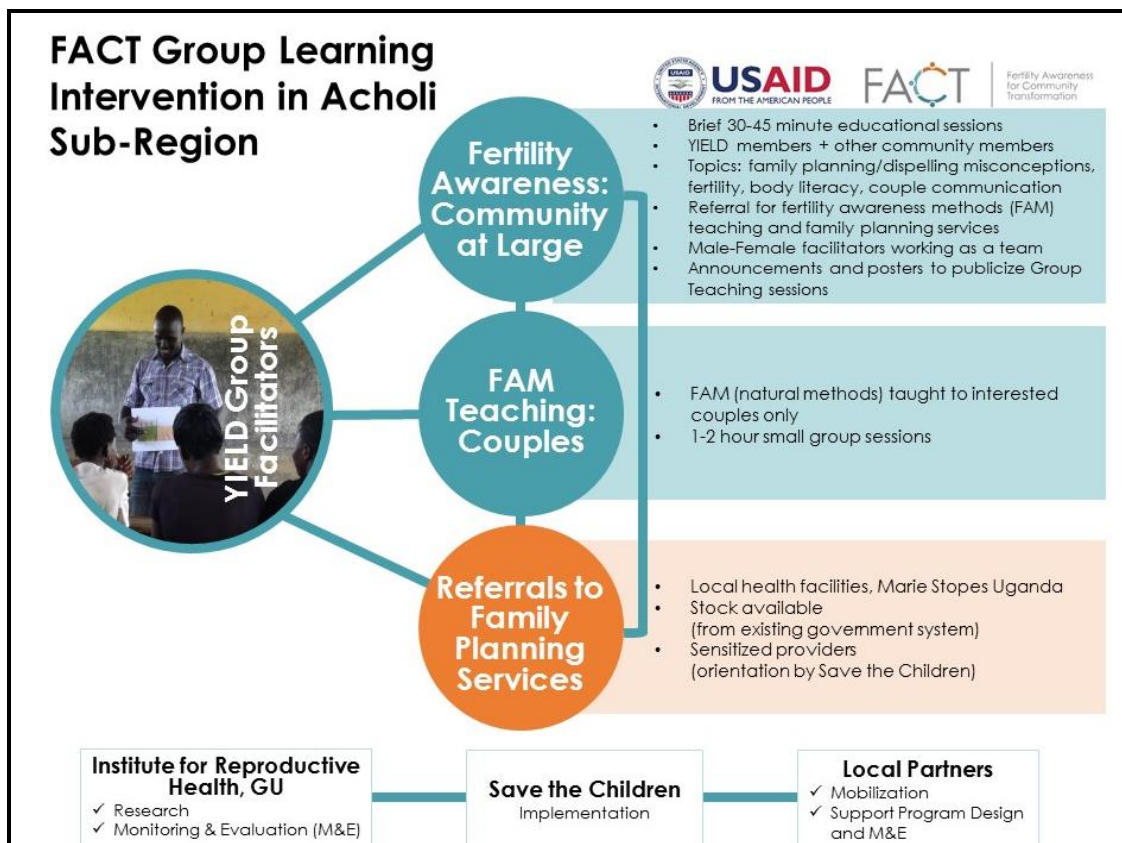 FACT Group Learning
Intervention in Acholi
Sub-Region
USAID
FROM THE AMERICAN PEOPLE
FACT
Fertility Awareness
for Community
Transformation
YIELD Group
Facilitators
Fertility
Awareness:
Community
at Large
• Brief 30-45 minute educational sessions
• YIELD members + other community members
• Topics: family planning/dispelling misconceptions,
fertility, body literacy, couple communication
• Referral for fertility awareness methods (FAM)
teaching and family planning services
• Male-Female facilitators working as a team
• Announcements and posters to publicize Group
Teaching sessions
FAM
Teaching:
Couples
• FAM (natural methods) taught to interested
couples only
• 1-2 hour small group sessions
Referrals to
Family
Planning
Services
• Local health facilities, Marie Stopes Uganda
• Stock available
(from existing government system)
• Sensitized providers
(orientation by Save the Children)
Institute for Reproductive
Health, GU
✓ Research
✓ Monitoring & Evaluation (M&E)
Save the Children
Implementation
Local Partners
✓ Mobilization
✓ Support Program Design
and M&E